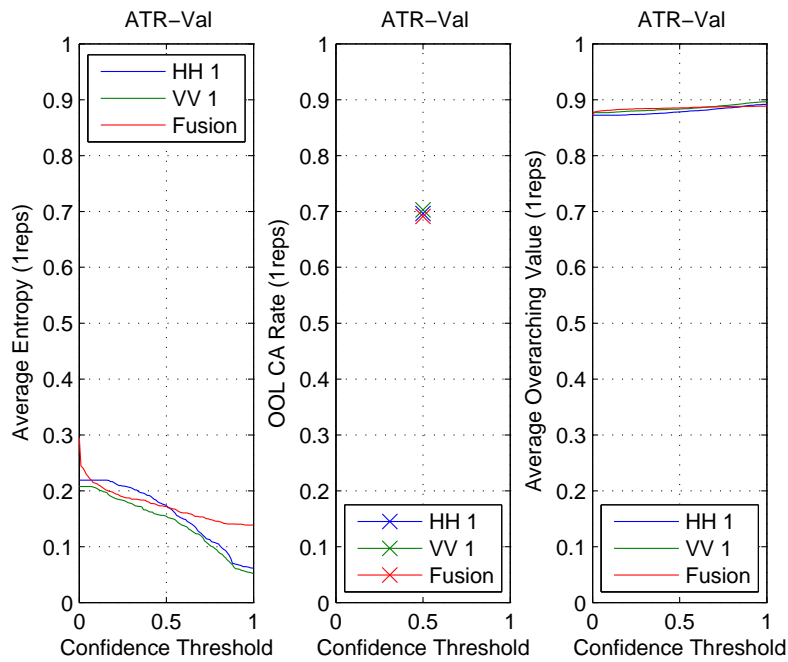 ATR−Val
1
0.9
0.8
0.7
0.6
0.5
0.4
0.3
0.2
0.1
0
0
0.5
1
Average Entropy (1reps)
Confidence Threshold
HH 1
VV 1
Fusion
ATR−Val
1
0.9
0.8
0.7
0.6
0.5
0.4
0.3
0.2
0.1
0
0
0.5
1
OOL CA Rate (1reps)
Confidence Threshold
HH 1
VV 1
Fusion
ATR−Val
1
0.9
0.8
0.7
0.6
0.5
0.4
0.3
0.2
0.1
0
0
0.5
1
Average Overarching Value (1reps)
Confidence Threshold
HH 1
VV 1
Fusion